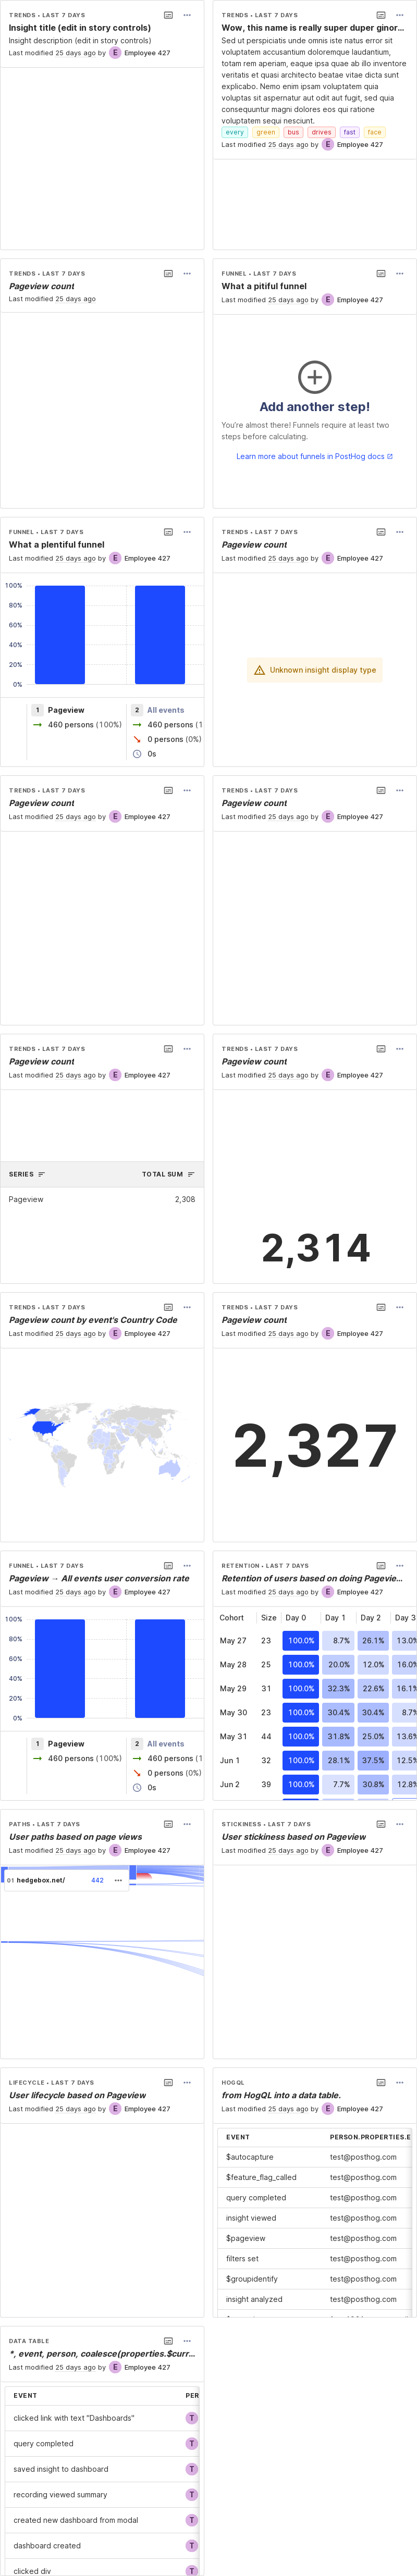 TRENDS • LAST 7 DAYS
Insight title (edit in story controls)
Insight description (edit in story controls)
Last modified 25 days ago by E Employee 427
TRENDS • LAST 7 DAYS
Wow, this name is really super duper ginor...
Sed ut perspiciatis unde omnis iste natus error sit
voluptatem accusantium doloremque laudantium,
totam rem aperiam, eaque ipsa quae ab illo inventore
veritatis et quasi architecto beatae vitae dicta sunt
explicabo. Nemo enim ipsam voluptatem quia
voluptas sit aspernatur aut odit aut fugit, sed quia
consequuntur magni dolores eos qui ratione
voluptatem sequi nesciunt.
every green bus drives fast face
Last modified 25 days ago by E Employee 427
TRENDS • LAST 7 DAYS
Pageview count
Last modified 25 days ago
FUNNEL • LAST 7 DAYS
What a pitiful funnel
Last modified 25 days ago by E Employee 427
Add another step!
You're almost there! Funnels require at least two
steps before calculating.
Learn more about funnels in PostHog docs
FUNNEL • LAST 7 DAYS
What a plentiful funnel
Last modified 25 days ago by E Employee 427
100%
80%
60%
40%
20%
0%
1 Pageview
460 persons (100%)
2 All events
460 persons (1
0 persons (0%)
0s
TRENDS • LAST 7 DAYS
Pageview count
Last modified 25 days ago by E Employee 427
Unknown insight display type
TRENDS • LAST 7 DAYS
Pageview count
Last modified 25 days ago by E Employee 427
TRENDS • LAST 7 DAYS
Pageview count
Last modified 25 days ago by E Employee 427
TRENDS • LAST 7 DAYS
Pageview count
Last modified 25 days ago by E Employee 427
SERIES TOTAL SUM
Pageview 2,308
TRENDS • LAST 7 DAYS
Pageview count
Last modified 25 days ago by E Employee 427
2,314
TRENDS • LAST 7 DAYS
Pageview count by event's Country Code
Last modified 25 days ago by E Employee 427
TRENDS • LAST 7 DAYS
Pageview count
Last modified 25 days ago by E Employee 427
2,327
FUNNEL • LAST 7 DAYS
Pageview → All events user conversion rate
Last modified 25 days ago by E Employee 427
100%
80%
60%
40%
20%
0%
1 Pageview
460 persons (100%)
2 All events
460 persons (1
0 persons (0%)
0s
RETENTION • LAST 7 DAYS
Retention of users based on doing Pagevie...
Last modified 25 days ago by E Employee 427
Cohort Size Day 0 Day 1 Day 2 Day 3
May 27 23 100.0% 8.7% 26.1% 13.0%
May 28 25 100.0% 20.0% 12.0% 16.0%
May 29 31 100.0% 32.3% 22.6% 16.1%
May 30 23 100.0% 30.4% 30.4% 8.7%
May 31 44 100.0% 31.8% 25.0% 13.6%
Jun 1 32 100.0% 28.1% 37.5% 12.5%
Jun 2 39 100.0% 7.7% 30.8% 12.8%
PATHS • LAST 7 DAYS
User paths based on page views
Last modified 25 days ago by E Employee 427
01 hedgebox.net/ 442
STICKINESS • LAST 7 DAYS
User stickiness based on Pageview
Last modified 25 days ago by E Employee 427
LIFECYCLE • LAST 7 DAYS
User lifecycle based on Pageview
Last modified 25 days ago by E Employee 427
HOGQL
from HogQL into a data table.
Last modified 25 days ago by E Employee 427
EVENT PERSON.PROPERTIES.E
$autocapture test@posthog.com
$feature_flag_called test@posthog.com
query completed test@posthog.com
insight viewed test@posthog.com
$pageview test@posthog.com
filters set test@posthog.com
$groupidentify test@posthog.com
insight analyzed test@posthog.com
DATA TABLE
*, event, person, coalesce(properties.$curr...
Last modified 25 days ago by E Employee 427
EVENT PER
clicked link with text "Dashboards" T
query completed T
saved insight to dashboard T
recording viewed summary T
created new dashboard from modal T
dashboard created T
clicked div T